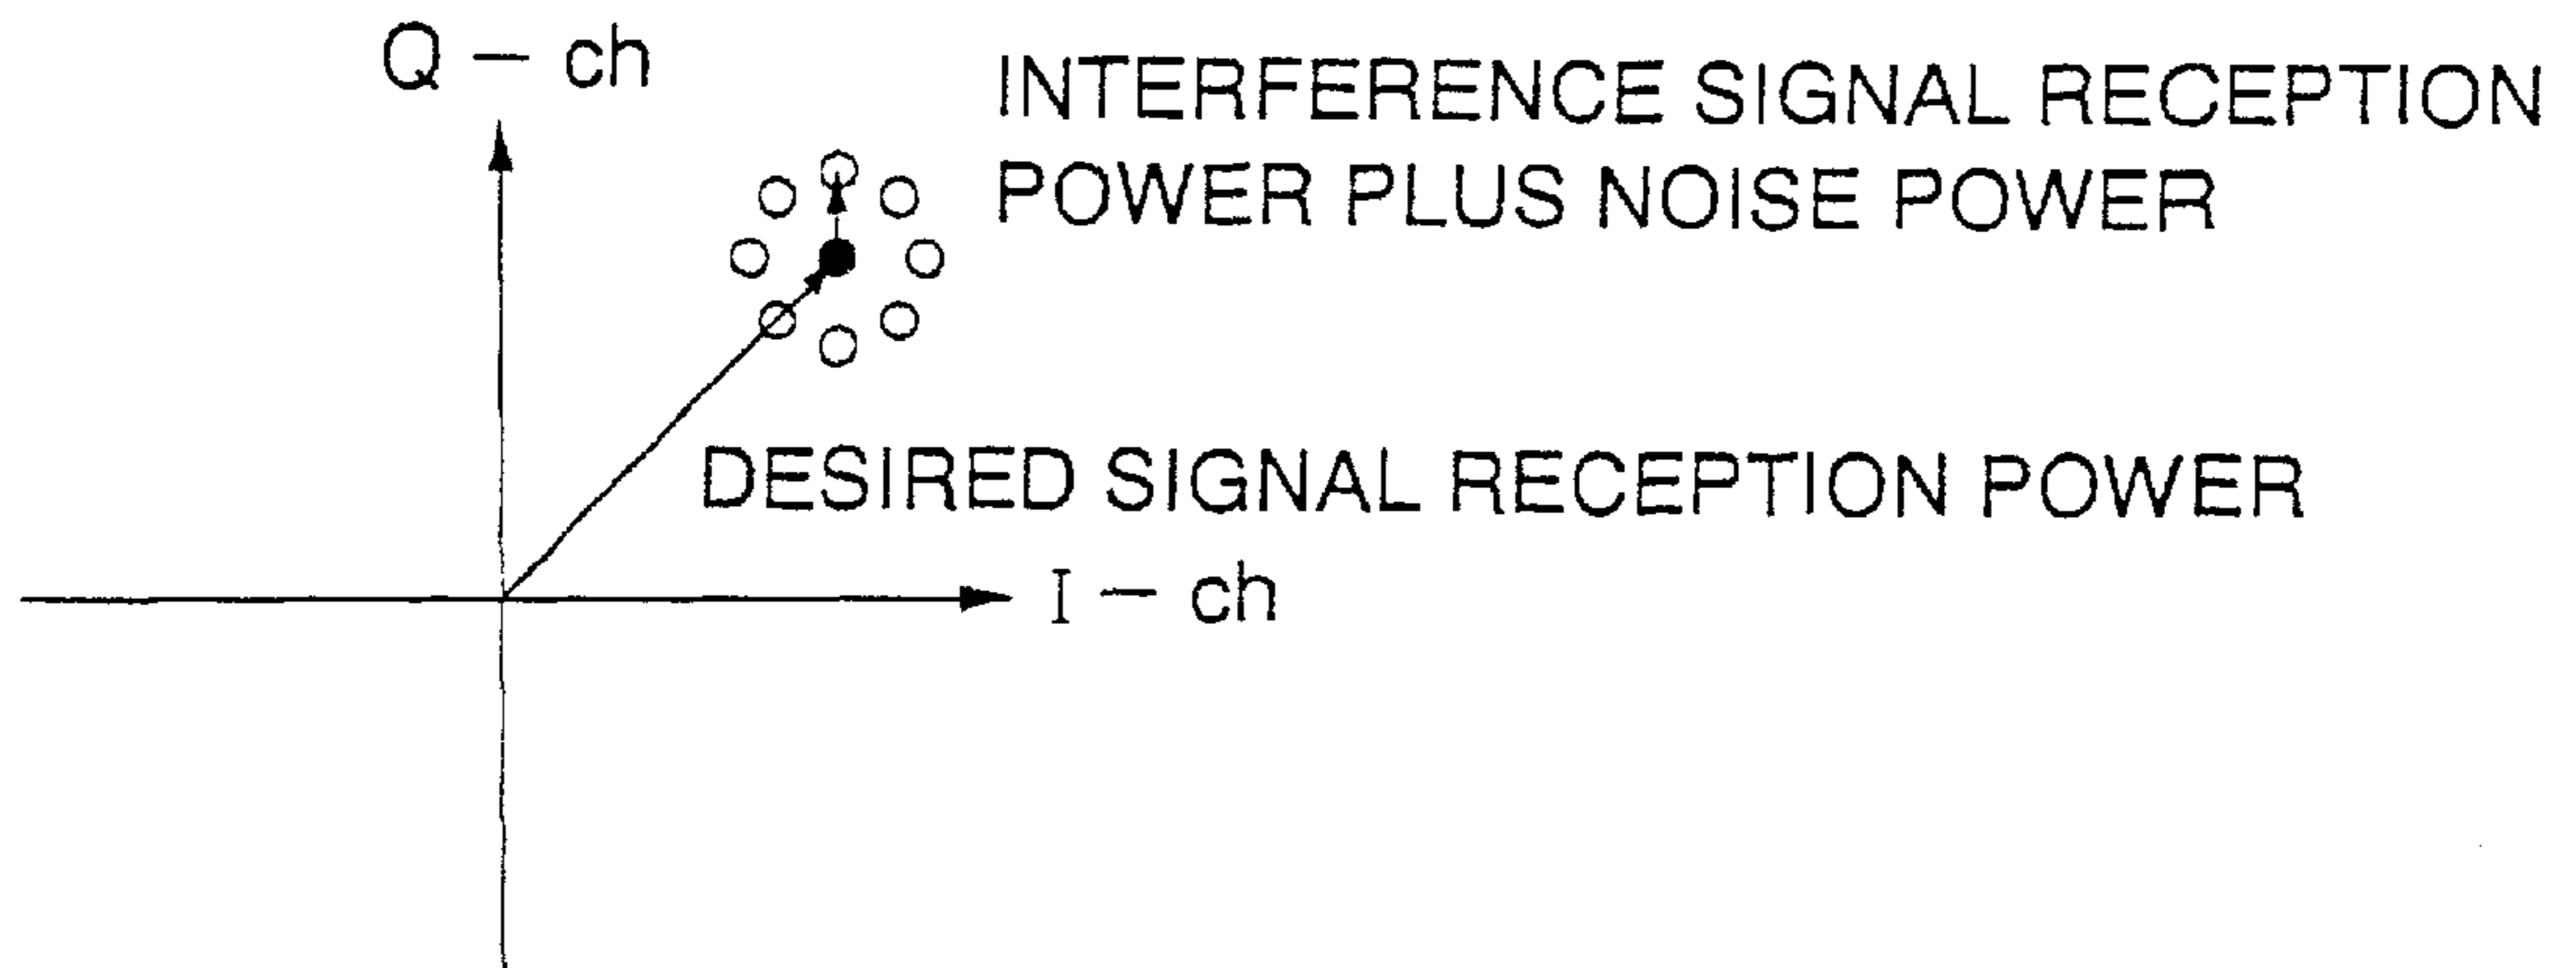 Q – ch
INTERFERENCE SIGNAL RECEPTION
POWER PLUS NOISE POWER
DESIRED SIGNAL RECEPTION POWER
I – ch